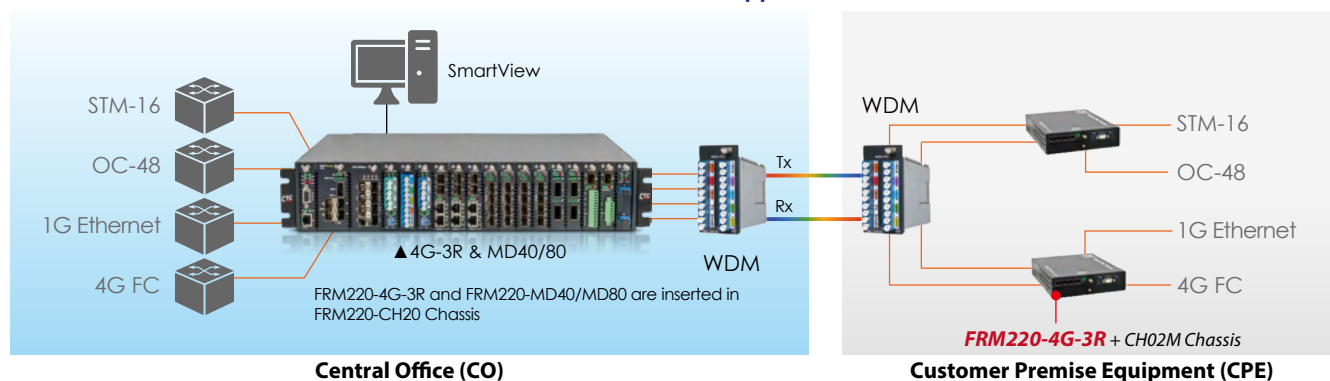 SmartView
STM-16
OC-48
1G Ethernet
4G FC
▲4G-3R & MD40/80
FRM220-4G-3R and FRM220-MD40/MD80 are inserted in
FRM220-CH20 Chassis
Tx
Rx
WDM
WDM
STM-16
OC-48
1G Ethernet
4G FC
FRM220-4G-3R + CH02M Chassis
Central Office (CO)
Customer Premise Equipment (CPE)